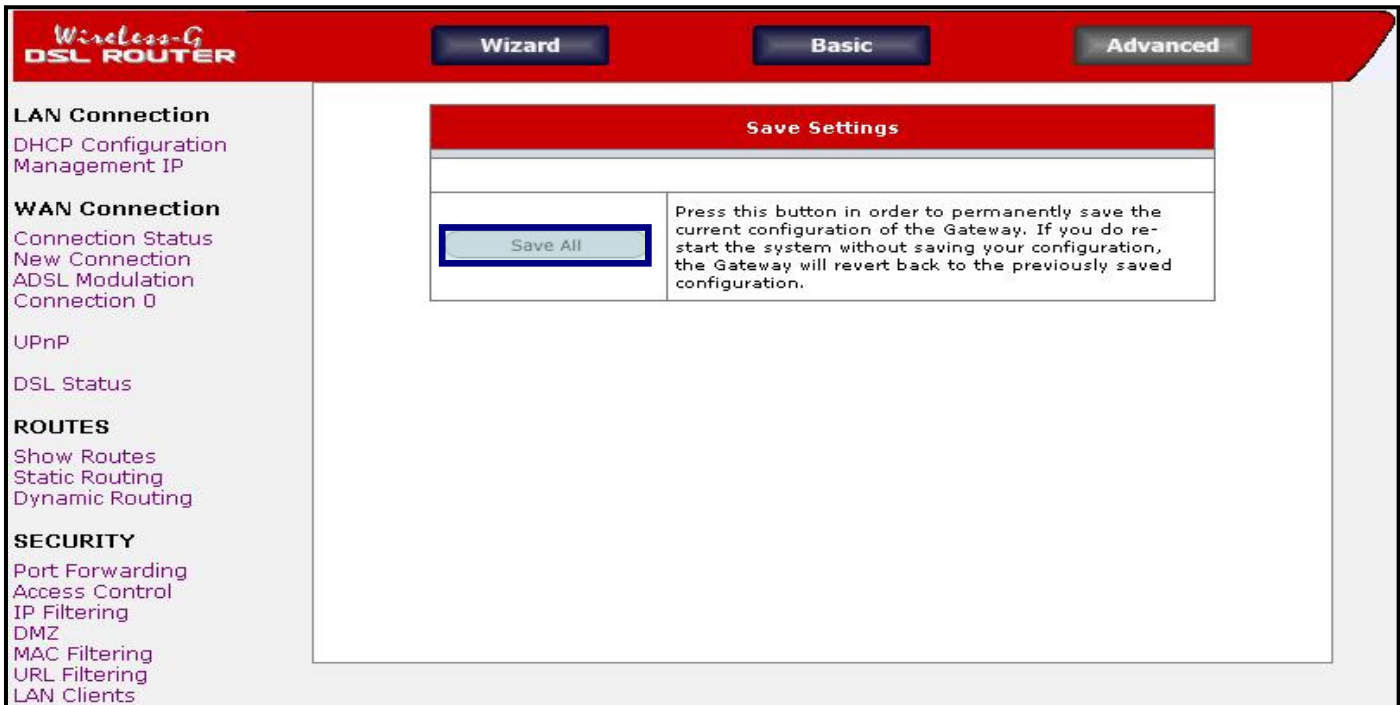 Wireless-G
DSL ROUTER
Wizard
Basic
Advanced
LAN Connection
DHCP Configuration
Management IP
WAN Connection
Connection Status
New Connection
ADSL Modulation
Connection 0
UPnP
DSL Status
ROUTES
Show Routes
Static Routing
Dynamic Routing
SECURITY
Port Forwarding
Access Control
IP Filtering
DMZ
MAC Filtering
URL Filtering
LAN Clients
Save Settings
Save All
Press this button in order to permanently save the
current configuration of the Gateway. If you do re-
start the system without saving your configuration,
the Gateway will revert back to the previously saved
configuration.